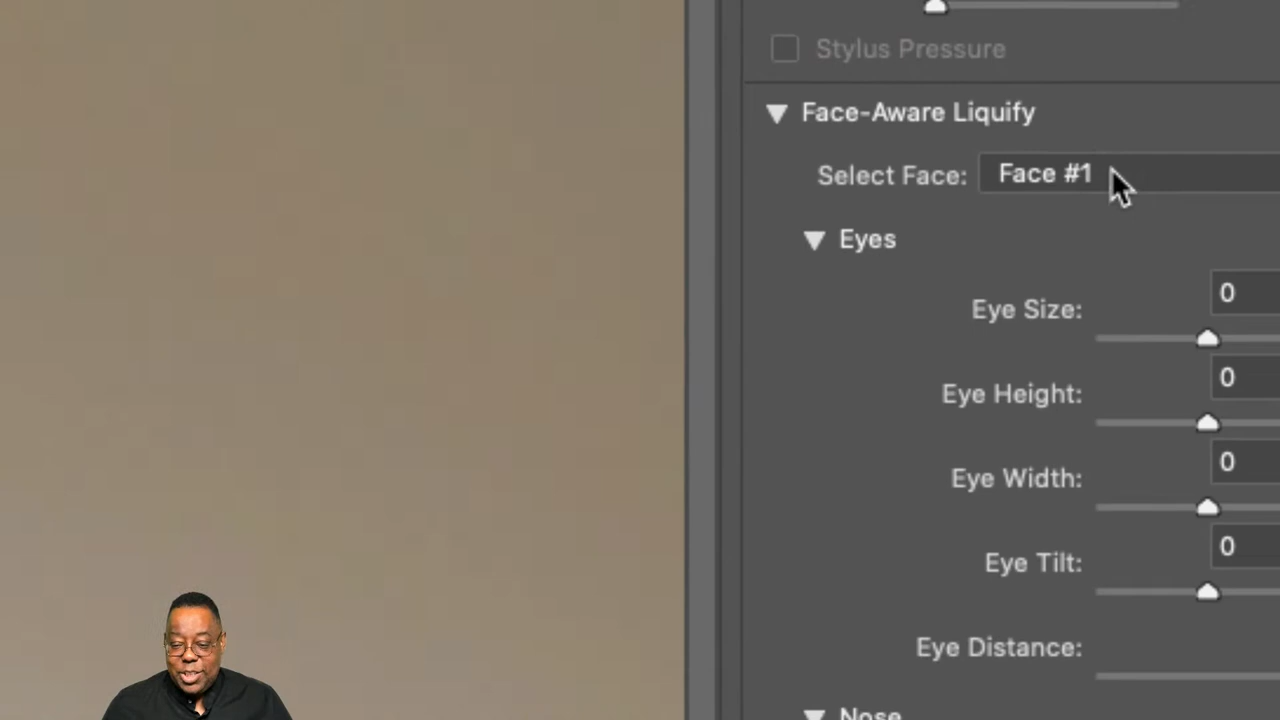 Stylus Pressure
Face-Aware Liquify
Select Face: Face #1
Eyes
Eye Size: 0
Eye Height: 0
Eye Width: 0
Eye Tilt: 0
Eye Distance:
Nose